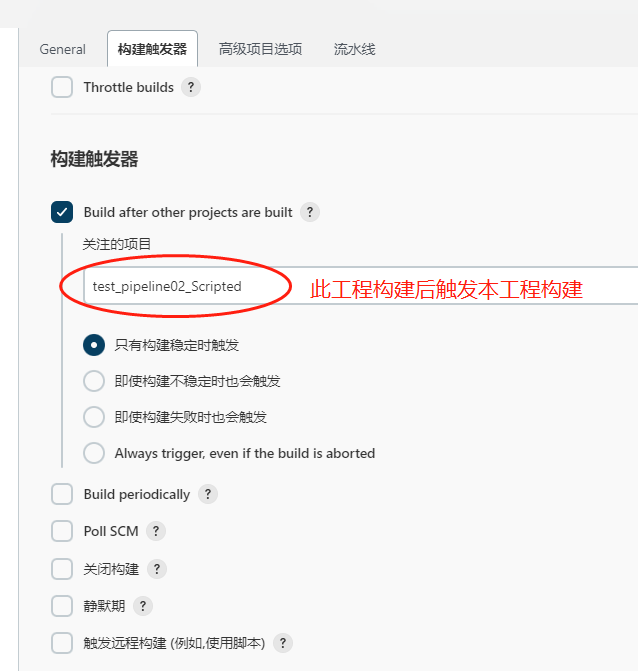 General 构建触发器 高级项目选项 流水线
Throttle builds ?
构建触发器
Build after other projects are built ?
关注的项目
test_pipeline02_Scripted 此工程构建后触发本工程构建
只有构建稳定时触发
即使构建不稳定时也会触发
即使构建失败时也会触发
Always trigger, even if the build is aborted
Build periodically ?
Poll SCM ?
关闭构建 ?
静默期 ?
触发远程构建 (例如,使用脚本) ?